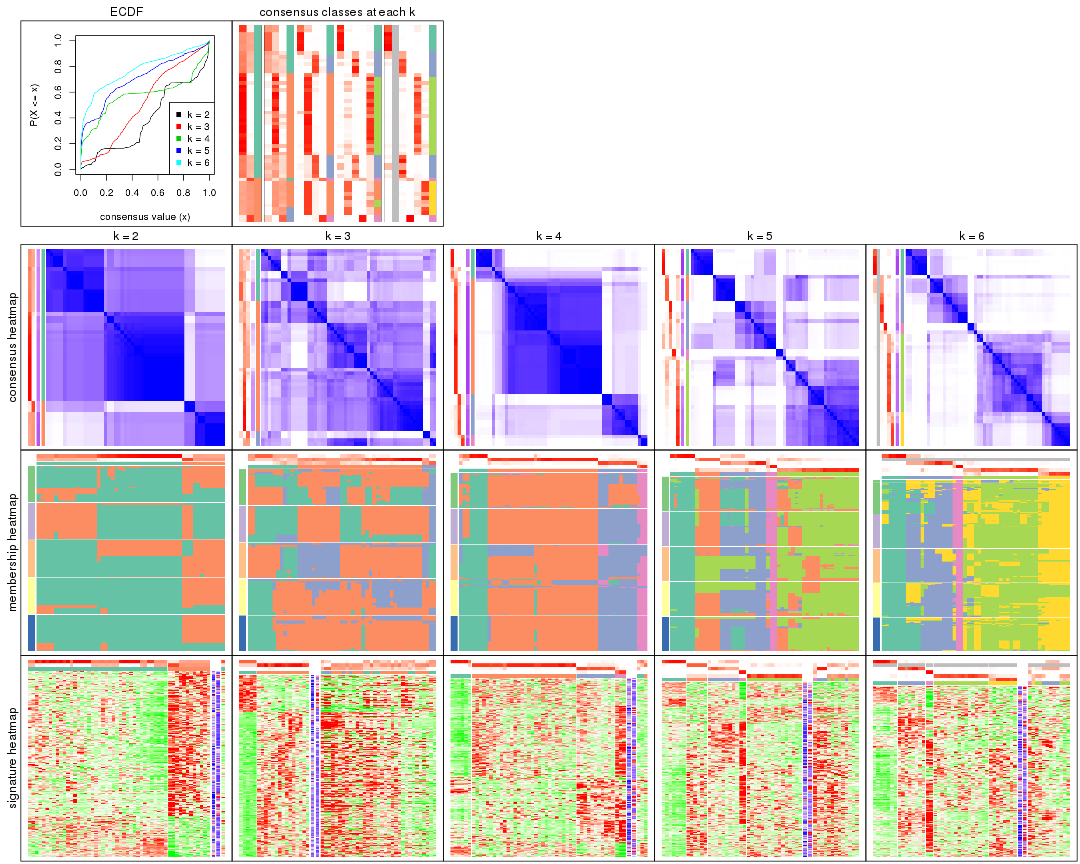 ECDF
consensus classes at each k
P(X <= x)
0.0 0.2 0.4 0.6 0.8 1.0
k = 2
k = 3
k = 4
k = 5
k = 6
0.0 0.2 0.4 0.6 0.8 1.0
consensus value (x)
k = 2
k = 3
k = 4
k = 5
k = 6
consensus heatmap
membership heatmap
signature heatmap